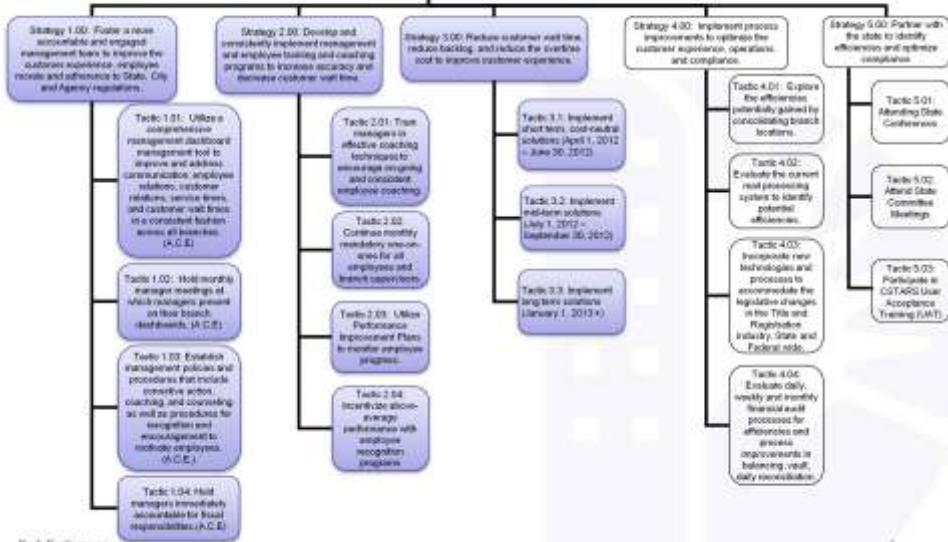 Strategy 1.00: Foster a more
accountable and engaged
management team to improve the
customer experience, employee
morale and adherence to State, City
and Agency regulations.
Tactic 1.01: Utilize a
comprehensive
management dashboard
management tool to
improve and address
communication, employee
relations, customer
relations, service times,
and customer wait times
in a consistent fashion
across all branches.
(A,C,E)
Tactic 1.02: Hold monthly
manager meetings at
which managers present
on their branch
dashboards. (A,C,E)
Tactic 1.03: Establish
management policies and
procedures that include
corrective action,
coaching, and counseling
as well as procedures for
recognition and
encouragement to
motivate employees.
(A,C,E,)
Tactic 1.04: Hold
managers immediately
accountable for fiscal
responsibilities.(A,C,E)
Strategy 2.00: Develop and
consistently implement management
and employee training and coaching
programs to increase accuracy and
decrease customer wait time.
Tactic 2.01: Train
managers in
effective coaching
techniques to
encourage on-going
and consistent
employee coaching.
Tactic 2.02:
Continue monthly
mandatory one-on-
ones for all
employees and
branch supervisors.
Tactic 2.03: Utilize
Performance
Improvement Plans
to monitor employee
progress.
Tactic 2.04:
Incentivize above-
average
performance with
employee
recognition
programs
Strategy 3.00: Reduce customer wait time,
reduce backlog, and reduce the overtime
cost to improve customer experience.
Tactic 3.1: Implement
short term, cost-neutral
solutions (April 1, 2012
– June 30, 2012)
Tactic 3.2: Implement
mid-term solutions
(July 1, 2012 –
September 30, 2012)
Tactic 3.3: Implement
long term solutions
(January 1, 2013 +)
Strategy 4.00: Implement process
improvements to optimize the
customer experience, operations,
and compliance.
Tactic 4.01: Explore
the efficiencies
potentially gained by
consolidating branch
locations.
Tactic 4.02:
Evaluate the current
mail processing
system to identify
potential
efficiencies.
Tactic 4.03:
Incorporate new
technologies and
processes to
accommodate the
legislative changes
in the Title and
Registration
industry, State and
Federal wide.
Tactic 4.04:
Evaluate daily,
weekly and monthly
financial audit
processes for
efficiencies and
process
improvements in
balancing, vault,
daily reconciliation.
Strategy 5.00: Partner with
the state to identify
efficiencies and optimize
compliance
Tactic 5.01:
Attending State
Conferences
Tactic 5.02:
Attend State
Committee
Meetings
Tactic 5.03:
Participate in
CSTARS User
Acceptance
Training (UAT)